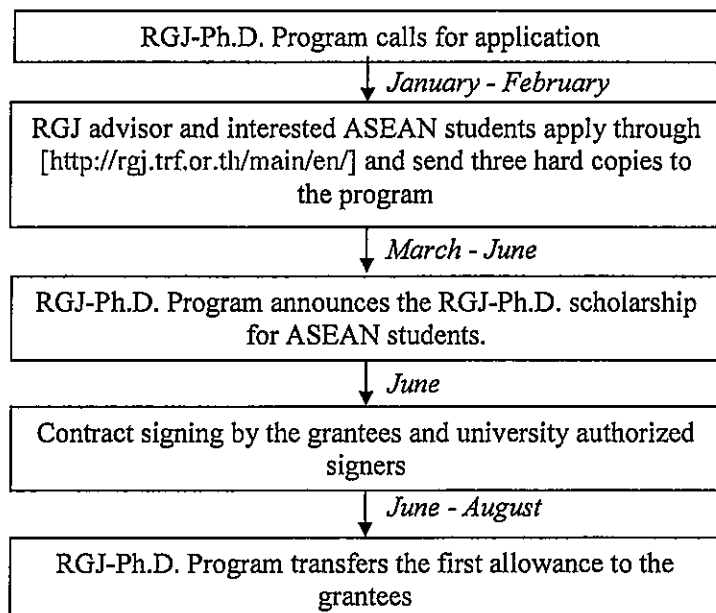 RGJ-Ph.D. Program calls for application
January - February
RGJ advisor and interested ASEAN students apply through
[http://rgj.trf.or.th/main/en/] and send three hard copies to
the program
March - June
RGJ-Ph.D. Program announces the RGJ-Ph.D. scholarship
for ASEAN students.
June
Contract signing by the grantees and university authorized
signers
June - August
RGJ-Ph.D. Program transfers the first allowance to the
grantees